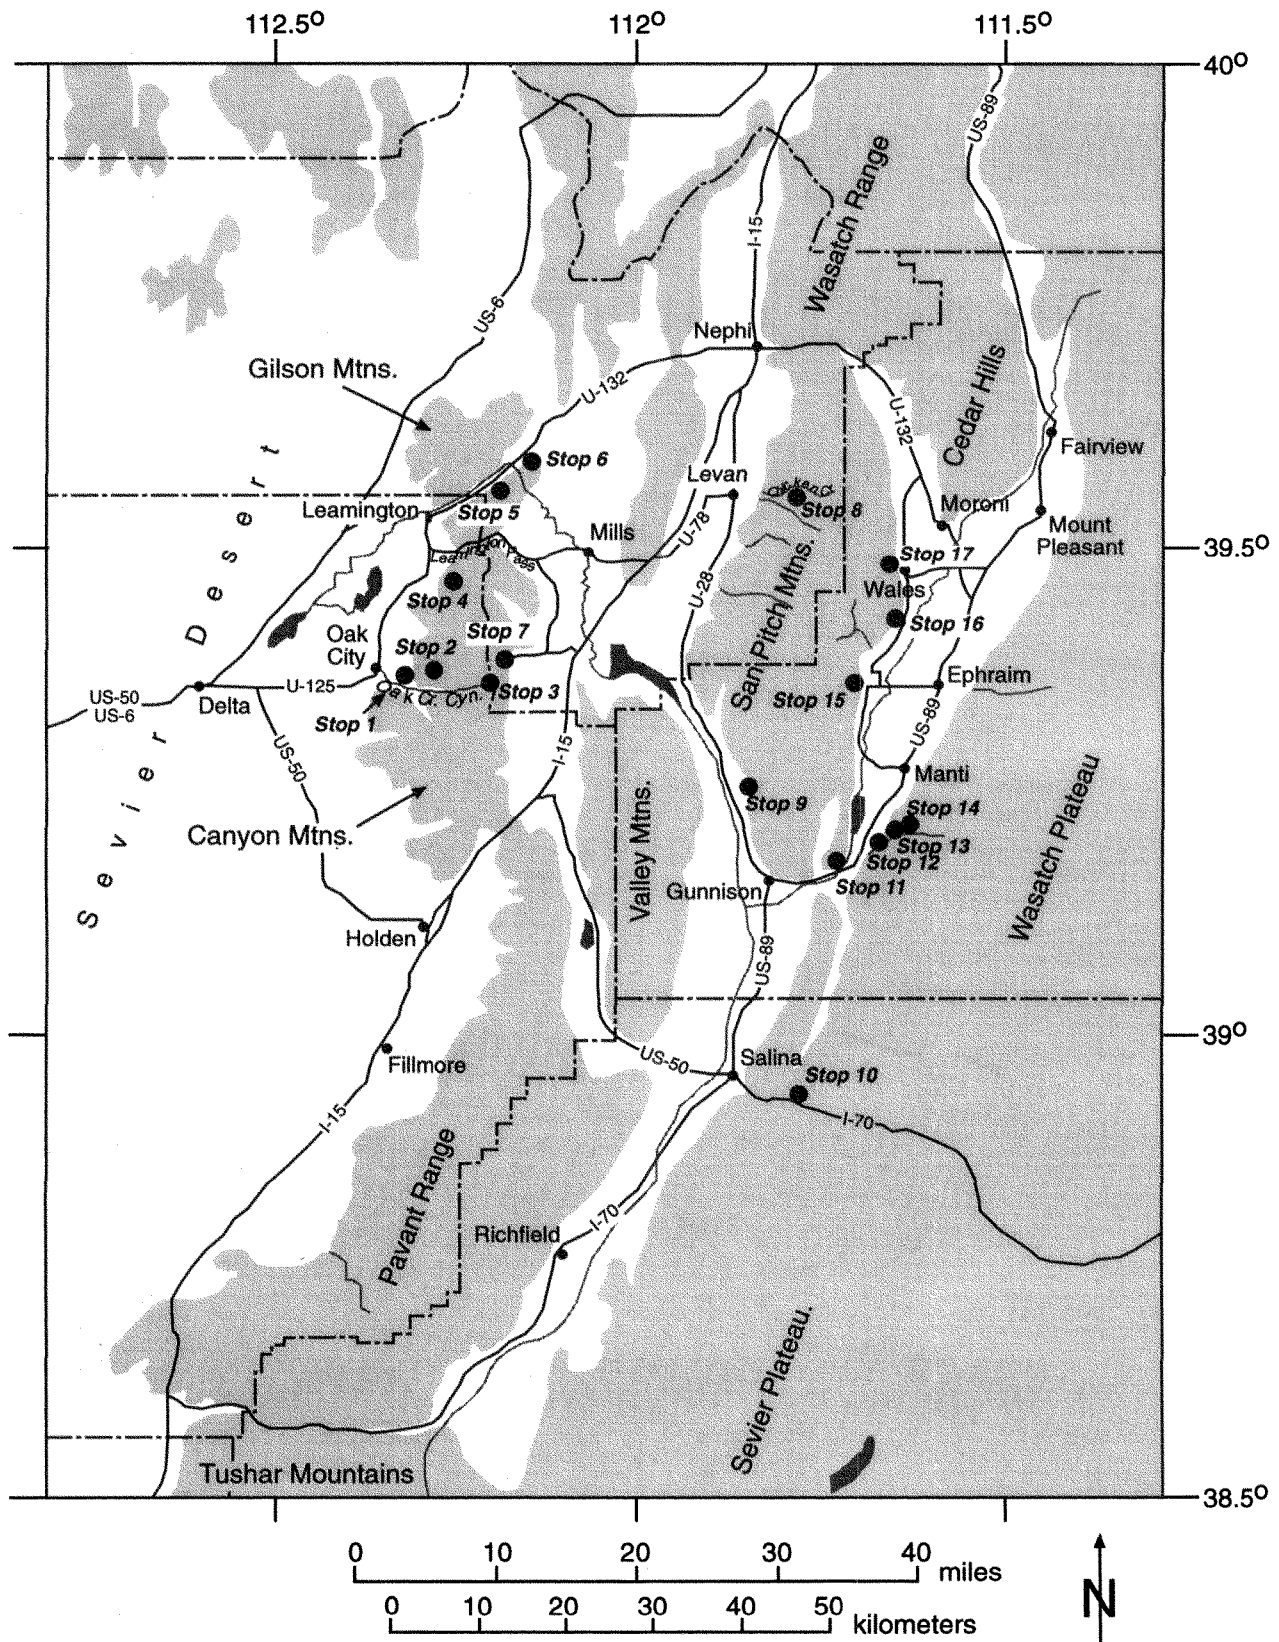 112.5°
112°
111.5°
40°
US-89
Wasatch Range
I-15
US-6
Nephi
Gilson Mtns.
U-132
Cedar Hills
U-132
Fairview
Stop 6
Levan
Chicken Cr.
Stop 8
Leamington
Stop 5
Moroni
Mount
Pleasant
Mills
U-78
39.5°
Leamington Pass
Stop 17
Wales
Stop 4
U-28
San Pitch Mtns.
Stop 16
Sevier Desert
Oak
City
Stop 2
Stop 7
Ephraim
US-50
US-6
Delta
U-125
Oak Cr. Cyn.
Stop 3
Stop 15
Stop 1
US-89
US-50
I-15
Manti
Canyon Mtns.
Valley Mtns.
Stop 9
Stop 14
Stop 13
Stop 12
Stop 11
Wasatch Plateau
Gunnison
Holden
US-89
39°
Fillmore
US-50
Salina
Stop 10
I-70
I-15
Pavant Range
Richfield
I-70
Sevier Plateau.
Tushar Mountains
38.5°
0 10 20 30 40 miles
0 10 20 30 40 50 kilometers
N